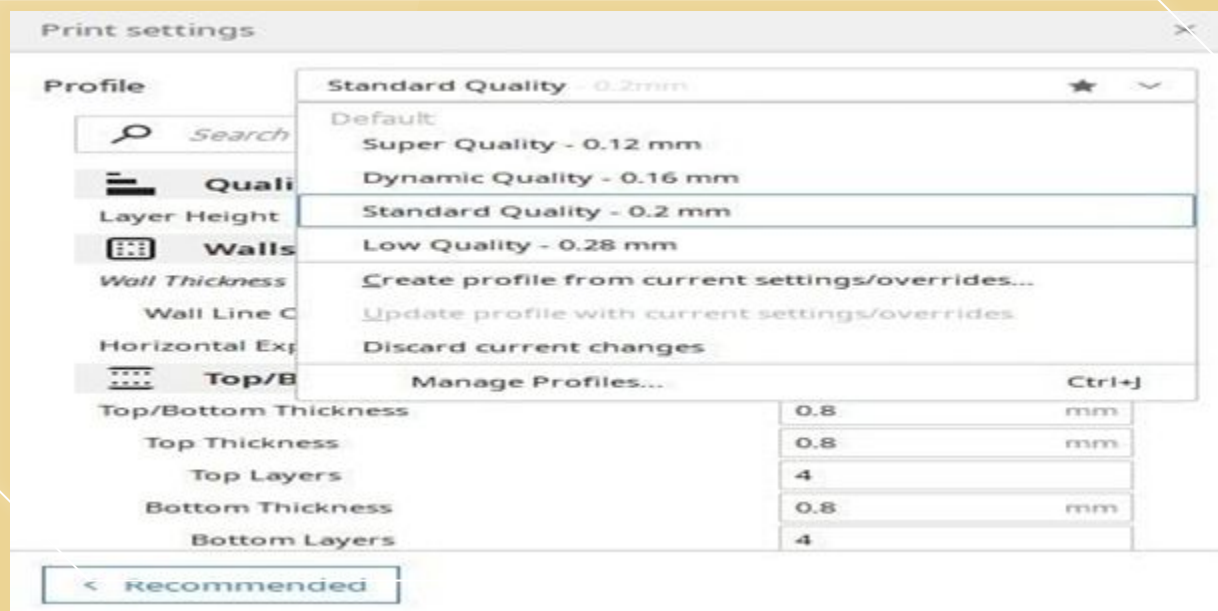 Print settings
Profile
Standard Quality - 0.2mm
Search
Default
Super Quality - 0.12 mm
Dynamic Quality - 0.16 mm
Standard Quality - 0.2 mm
Low Quality - 0.28 mm
Create profile from current settings/overrides...
Update profile with current settings/overrides
Discard current changes
Manage Profiles... Ctrl+J
Quali
Layer Height
Walls
Wall Thickness
Wall Line C
Horizontal Exp
Top/B
Top/Bottom Thickness 0.8 mm
Top Thickness 0.8 mm
Top Layers 4
Bottom Thickness 0.8 mm
Bottom Layers 4
< Recommended